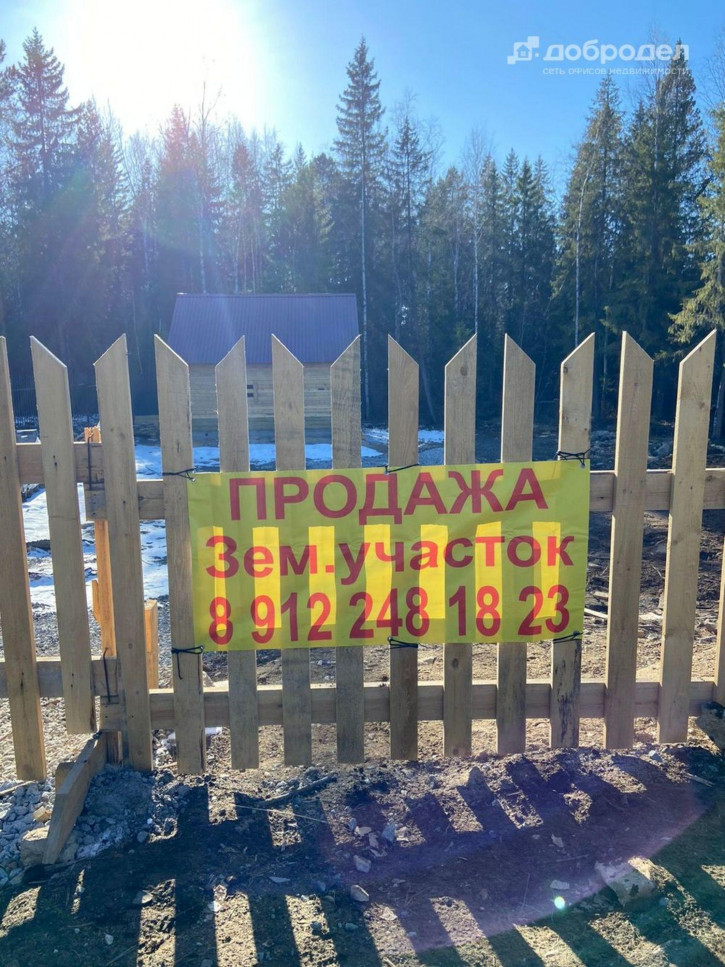 добродел
сеть офисов недвижимости
ПРОДАЖА
Зем.участок
8 912 248 18 23